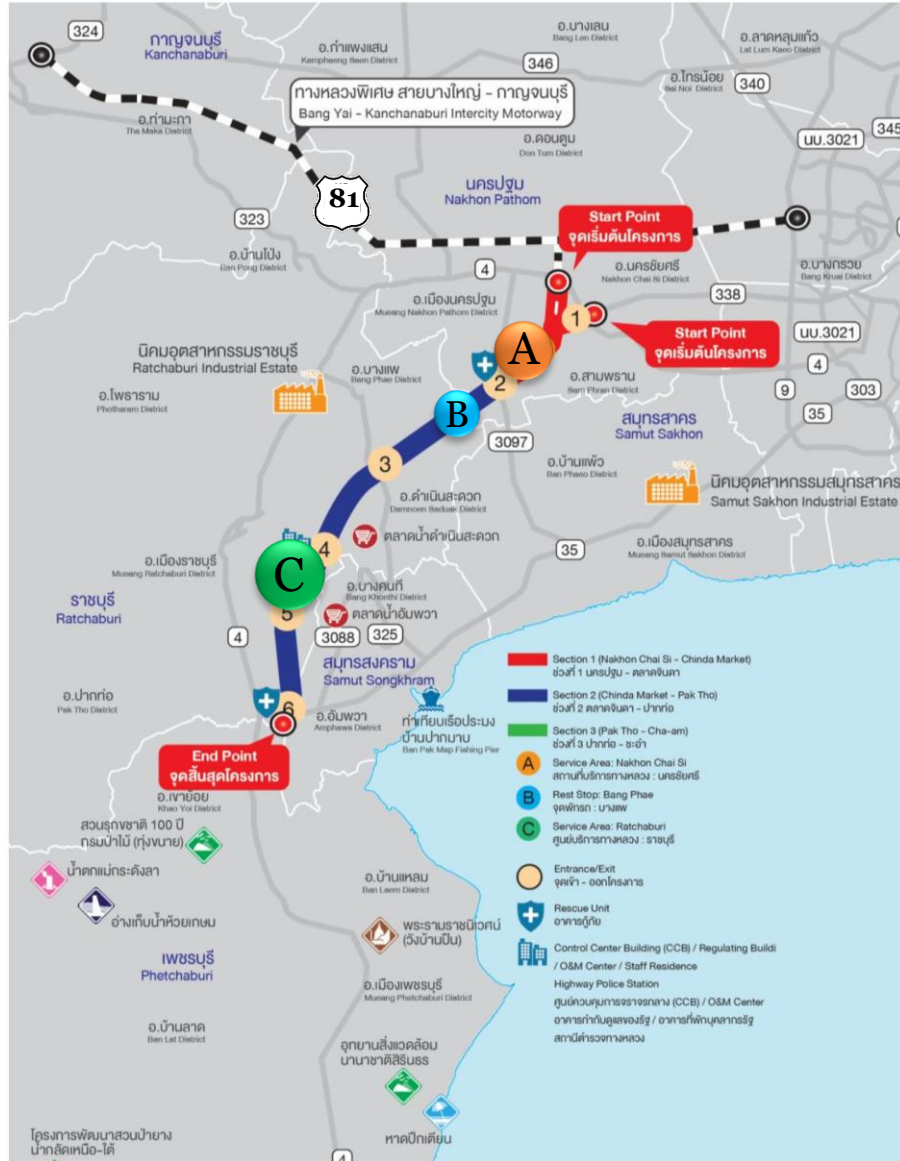 324
กาญจนบุรี
Kanchanaburi
อ.กำแพงแสน
Kamphaeng Saen District
อ.บางเลน
Bang Len District
อ.ลาดหลุมแก้ว
Lat Lum Kaeo District
346
อ.ไทรน้อย
Sai Noi District
340
ทางหลวงพิเศษ สายบางใหญ่ - กาญจนบุรี
Bang Yai - Kanchanaburi Intercity Motorway
อ.ท่ามะกา
Tha Maka District
อ.ดอนตูม
Don Tum District
นบ.3021
345
81
นครปฐม
Nakhon Pathom
323
Start Point
จุดเริ่มต้นโครงการ
อ.บ้านโป่ง
Ban Pong District
4
อ.นครชัยศรี
Nakhon Chai Si District
อ.บางกรวย
Bang Kruai District
อ.เมืองนครปฐม
Mueang Nakhon Pathom District
338
1
Start Point
จุดเริ่มต้นโครงการ
นบ.3021
นิคมอุตสาหกรรมราชบุรี
Ratchaburi Industrial Estate
A
4
อ.บางแพ
Bang Phae District
2
อ.สามพราน
Sam Phran District
9
303
อ.โพธาราม
Photharam District
B
35
สมุทรสาคร
Samut Sakhon
3097
3
อ.บ้านแพ้ว
Ban Phaeo District
นิคมอุตสาหกรรมสมุทรสาคร
Samut Sakhon Industrial Estate
อ.ดำเนินสะดวก
Damnoen Saduak District
ตลาดน้ำดำเนินสะดวก
4
35
อ.เมืองสมุทรสาคร
Mueang Samut Sakhon District
อ.เมืองราชบุรี
Mueang Ratchaburi District
C
อ.บางคนที
Bang Khonthi District
ราชบุรี
Ratchaburi
5
ตลาดน้ำอัมพวา
4
3088
325
สมุทรสงคราม
Samut Songkhram
อ.ปากท่อ
Pak Tho District
6
อ.อัมพวา
Amphawa District
ท่าเทียบเรือประมง
บ้านปากมาบ
Ban Pak Map Fishing Pier
End Point
จุดสิ้นสุดโครงการ
Section 1 (Nakhon Chai Si - Chinda Market)
ช่วงที่ 1 นครปฐม - ตลาดจินดา
Section 2 (Chinda Market - Pak Tho)
ช่วงที่ 2 ตลาดจินดา - ปากท่อ
Section 3 (Pak Tho - Cha-am)
ช่วงที่ 3 ปากท่อ - ชะอำ
A
Service Area: Nakhon Chai Si
สถานที่บริการทางหลวง : นครชัยศรี
B
Rest Stop: Bang Phae
จุดพักรถ : บางแพ
C
Service Area: Ratchaburi
ศูนย์บริการทางหลวง : ราชบุรี
Entrance/Exit
จุดเข้า - ออกโครงการ
Rescue Unit
อาคารกู้ภัย
Control Center Building (CCB) / Regulating Buildi
/ O&M Center / Staff Residence
Highway Police Station
ศูนย์ควบคุมการจราจรกลาง (CCB) / O&M Center
อาคารกำกับดูแลของรัฐ / อาคารที่พักบุคลากรรัฐ
สถานีตำรวจทางหลวง
อ.เขาย้อย
Khao Yoi District
สวนรุกขชาติ 100 ปี
กรมป่าไม้ (ทุ่งขนาย)
น้ำตกแม่กระดังลา
อ่างเก็บน้ำห้วยเกษม
อ.บ้านแหลม
Ban Laem District
พระรามราชนิเวศน์
(วังบ้านปืน)
เพชรบุรี
Phetchaburi
อ.เมืองเพชรบุรี
Mueang Phetchaburi District
อ.บ้านลาด
Ban Lat District
อุทยานสิ่งแวดล้อม
นานาชาติสิรินธร
หาดปึกเตียน
โครงการพัฒนาสวนป่ายาง
น้ำกลัดเหนือ-ใต้
4